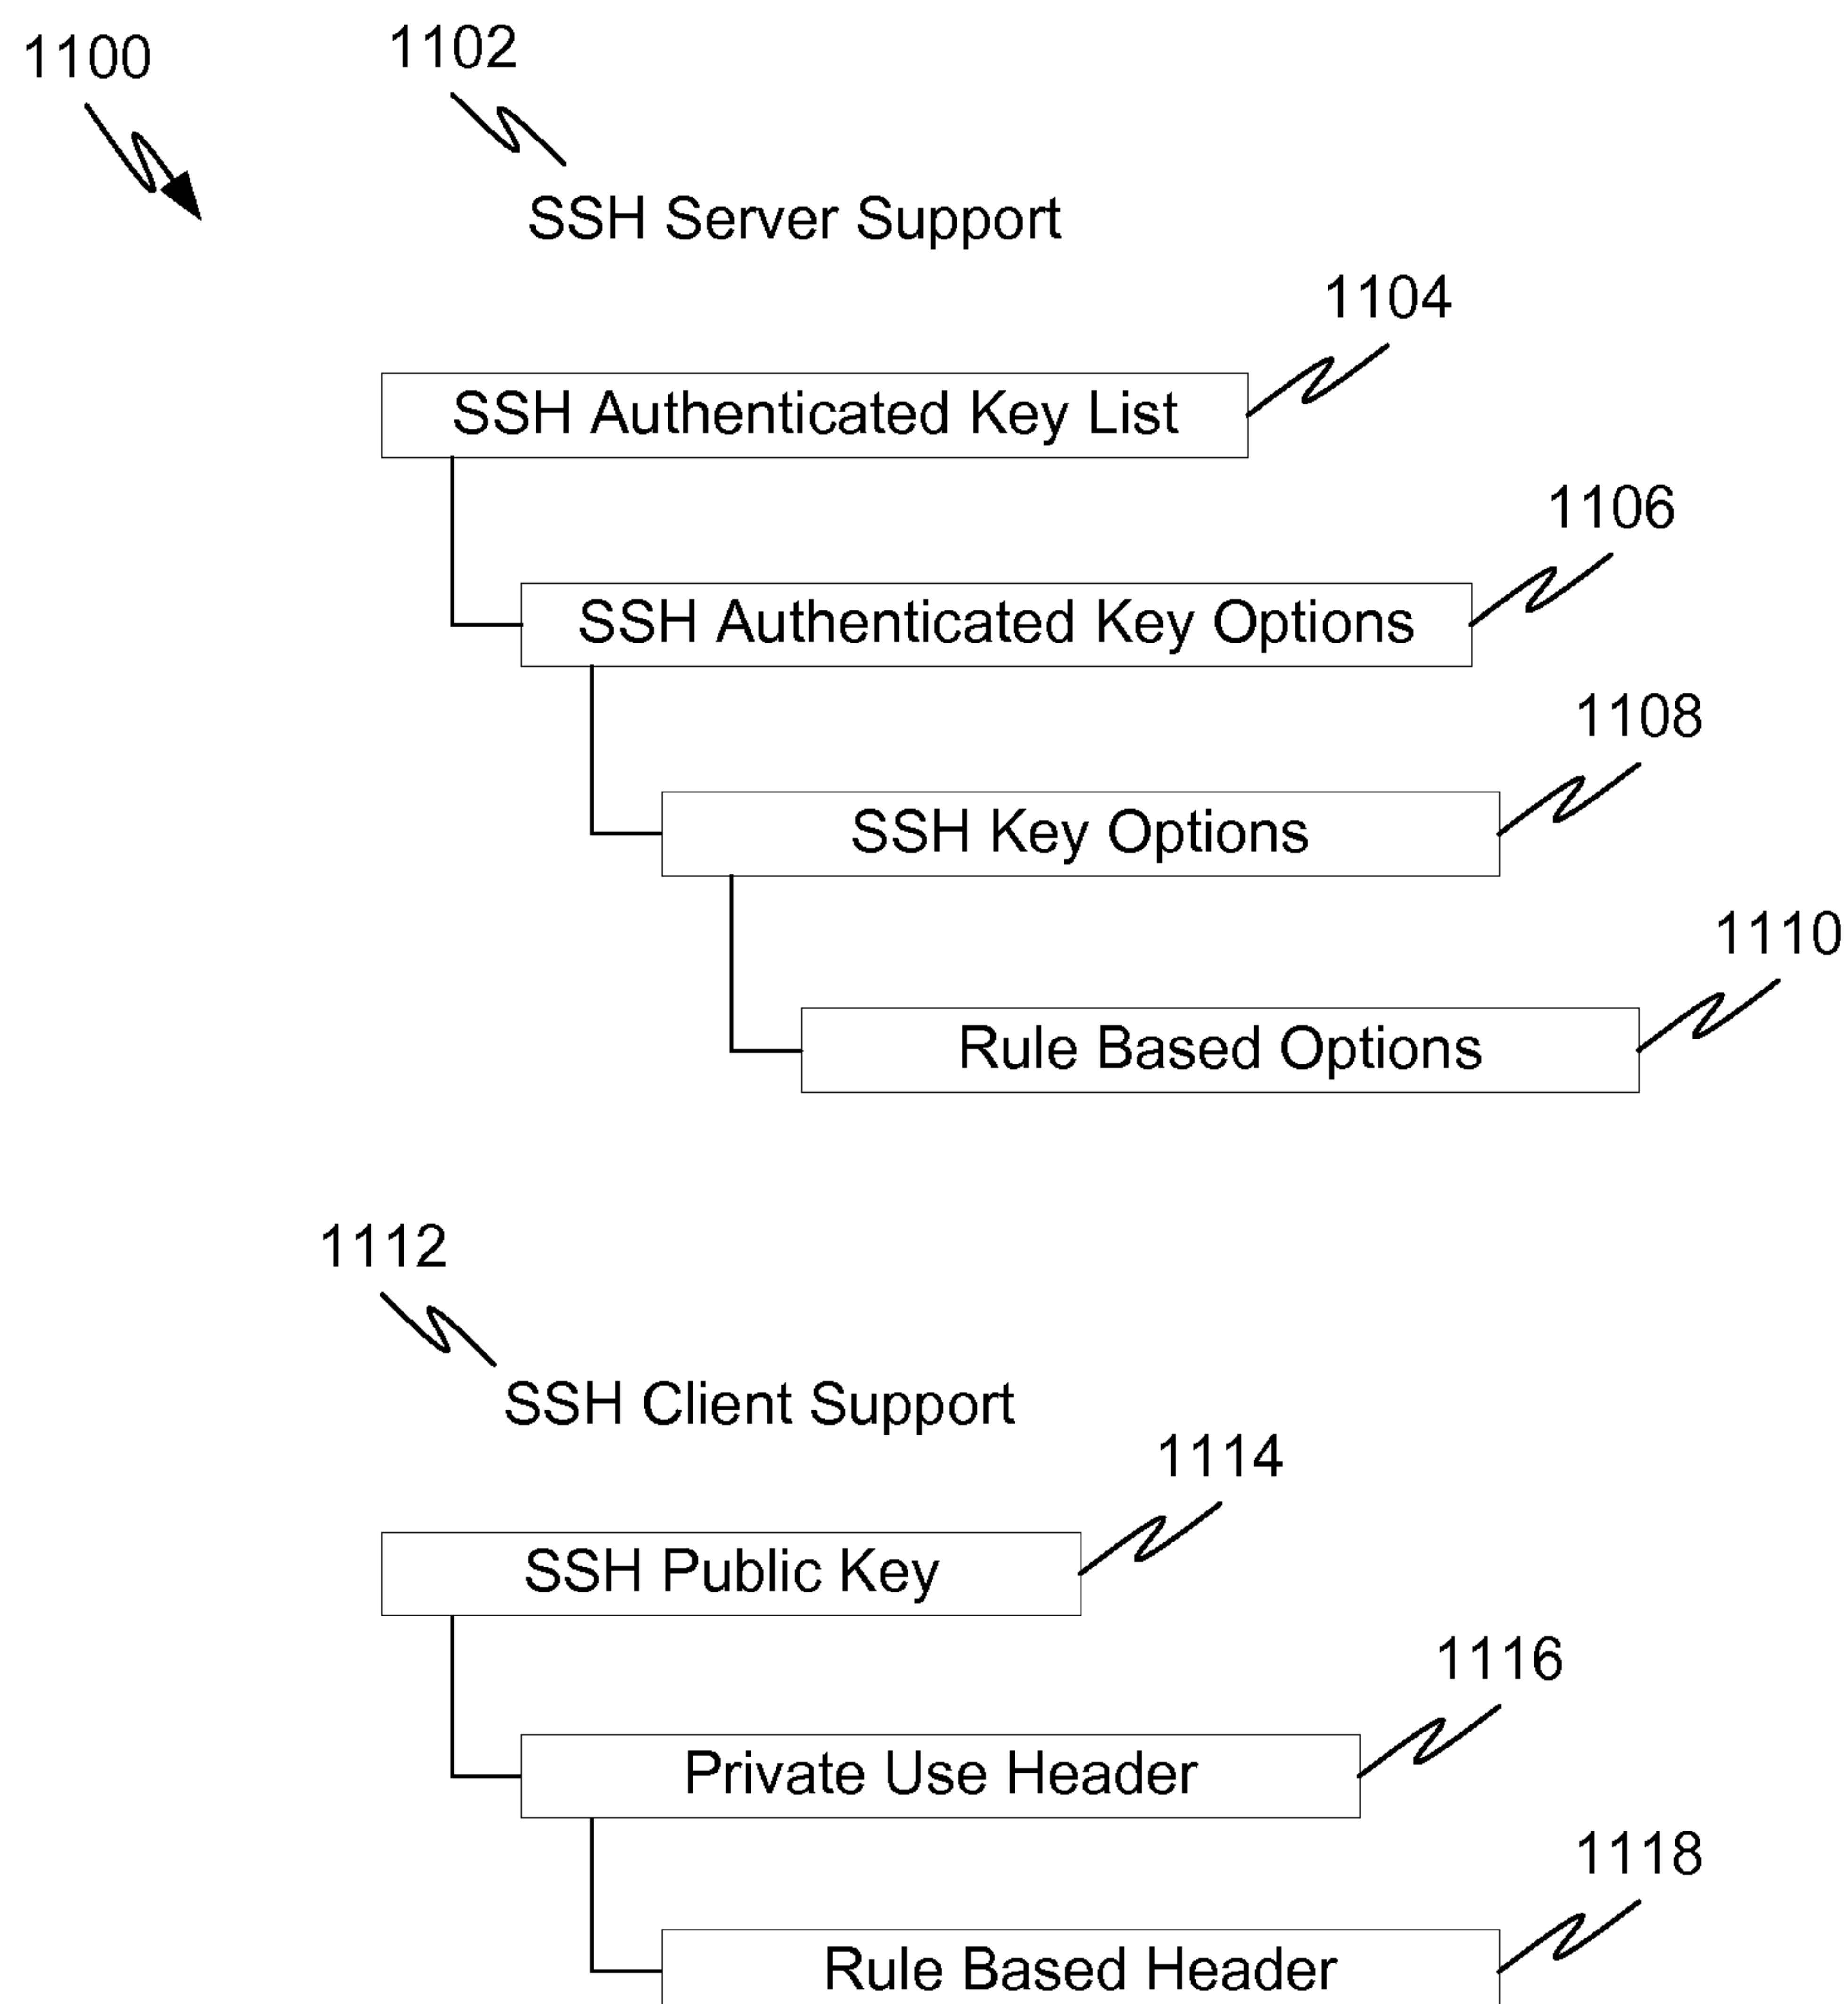 1100
1102
SSH Server Support
1104
SSH Authenticated Key List
1106
SSH Authenticated Key Options
1108
SSH Key Options
1110
Rule Based Options
1112
SSH Client Support
1114
SSH Public Key
1116
Private Use Header
1118
Rule Based Header